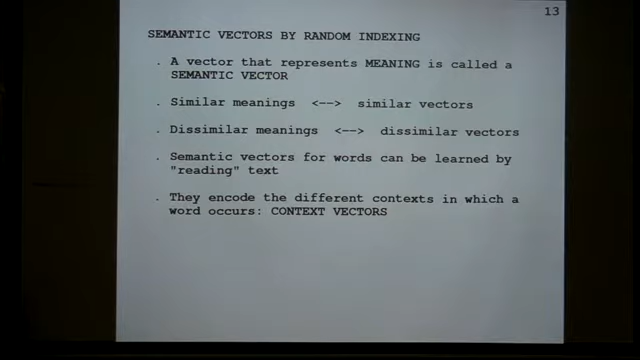 13
SEMANTIC VECTORS BY RANDOM INDEXING
. A vector that represents MEANING is called a
SEMANTIC VECTOR
. Similar meanings <--> similar vectors
. Dissimilar meanings <--> dissimilar vectors
. Semantic vectors for words can be learned by
"reading" text
. They encode the different contexts in which a
word occurs: CONTEXT VECTORS